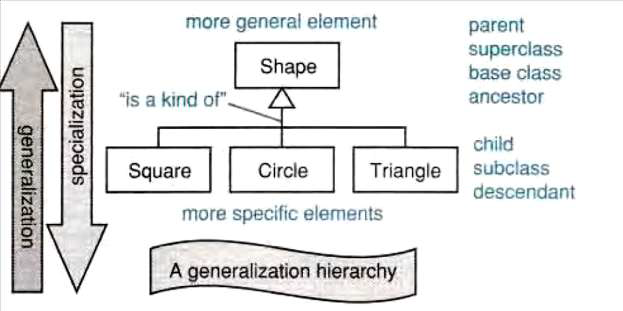 more general element
parent
superclass
base class
ancestor
Shape
"is a kind of"
generalization
specialization
Square
Circle
Triangle
child
subclass
descendant
more specific elements
A generalization hierarchy